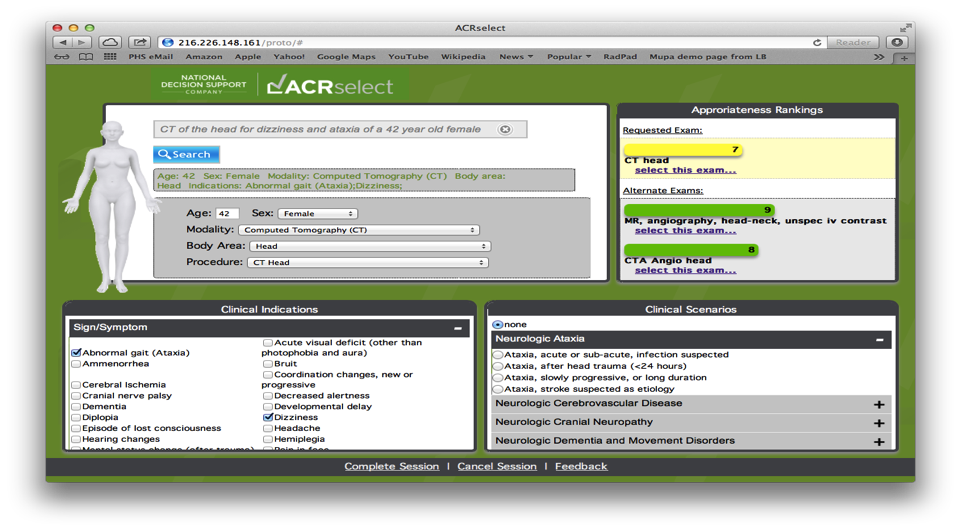 ACRselect
216.226.148.161/proto/#
Reader
PHS eMail Amazon Apple Yahoo! Google Maps YouTube Wikipedia News Popular RadPad Mupa demo page from LB
NATIONAL
DECISION SUPPORT
COMPANY
ACRselect
CT of the head for dizziness and ataxia of a 42 year old female
Search
Age: 42 Sex: Female Modality: Computed Tomography (CT) Body area:
Head Indications: Abnormal gait (Ataxia);Dizziness;
Age: 42 Sex: Female
Modality: Computed Tomography (CT)
Body Area: Head
Procedure: CT Head
Approriateness Rankings
Requested Exam:
7
CT head
select this exam...
Alternate Exams:
9
MR, angiography, head-neck, unspec iv contrast
select this exam...
8
CTA Angio head
select this exam...
Clinical Indications
Sign/Symptom
Abnormal gait (Ataxia)
Ammenorrhea
Cerebral Ischemia
Cranial nerve palsy
Dementia
Diplopia
Episode of lost consciousness
Hearing changes
Mental status change (after trauma)
Acute visual deficit (other than
photophobia and aura)
Bruit
Coordination changes, new or
progressive
Decreased alertness
Developmental delay
Dizziness
Headache
Hemiplegia
Pain in face
Clinical Scenarios
none
Neurologic Ataxia
Ataxia, acute or sub-acute, infection suspected
Ataxia, after head trauma (<24 hours)
Ataxia, slowly progressive, or long duration
Ataxia, stroke suspected as etiology
Neurologic Cerebrovascular Disease
Neurologic Cranial Neuropathy
Neurologic Dementia and Movement Disorders
Complete Session I Cancel Session I Feedback